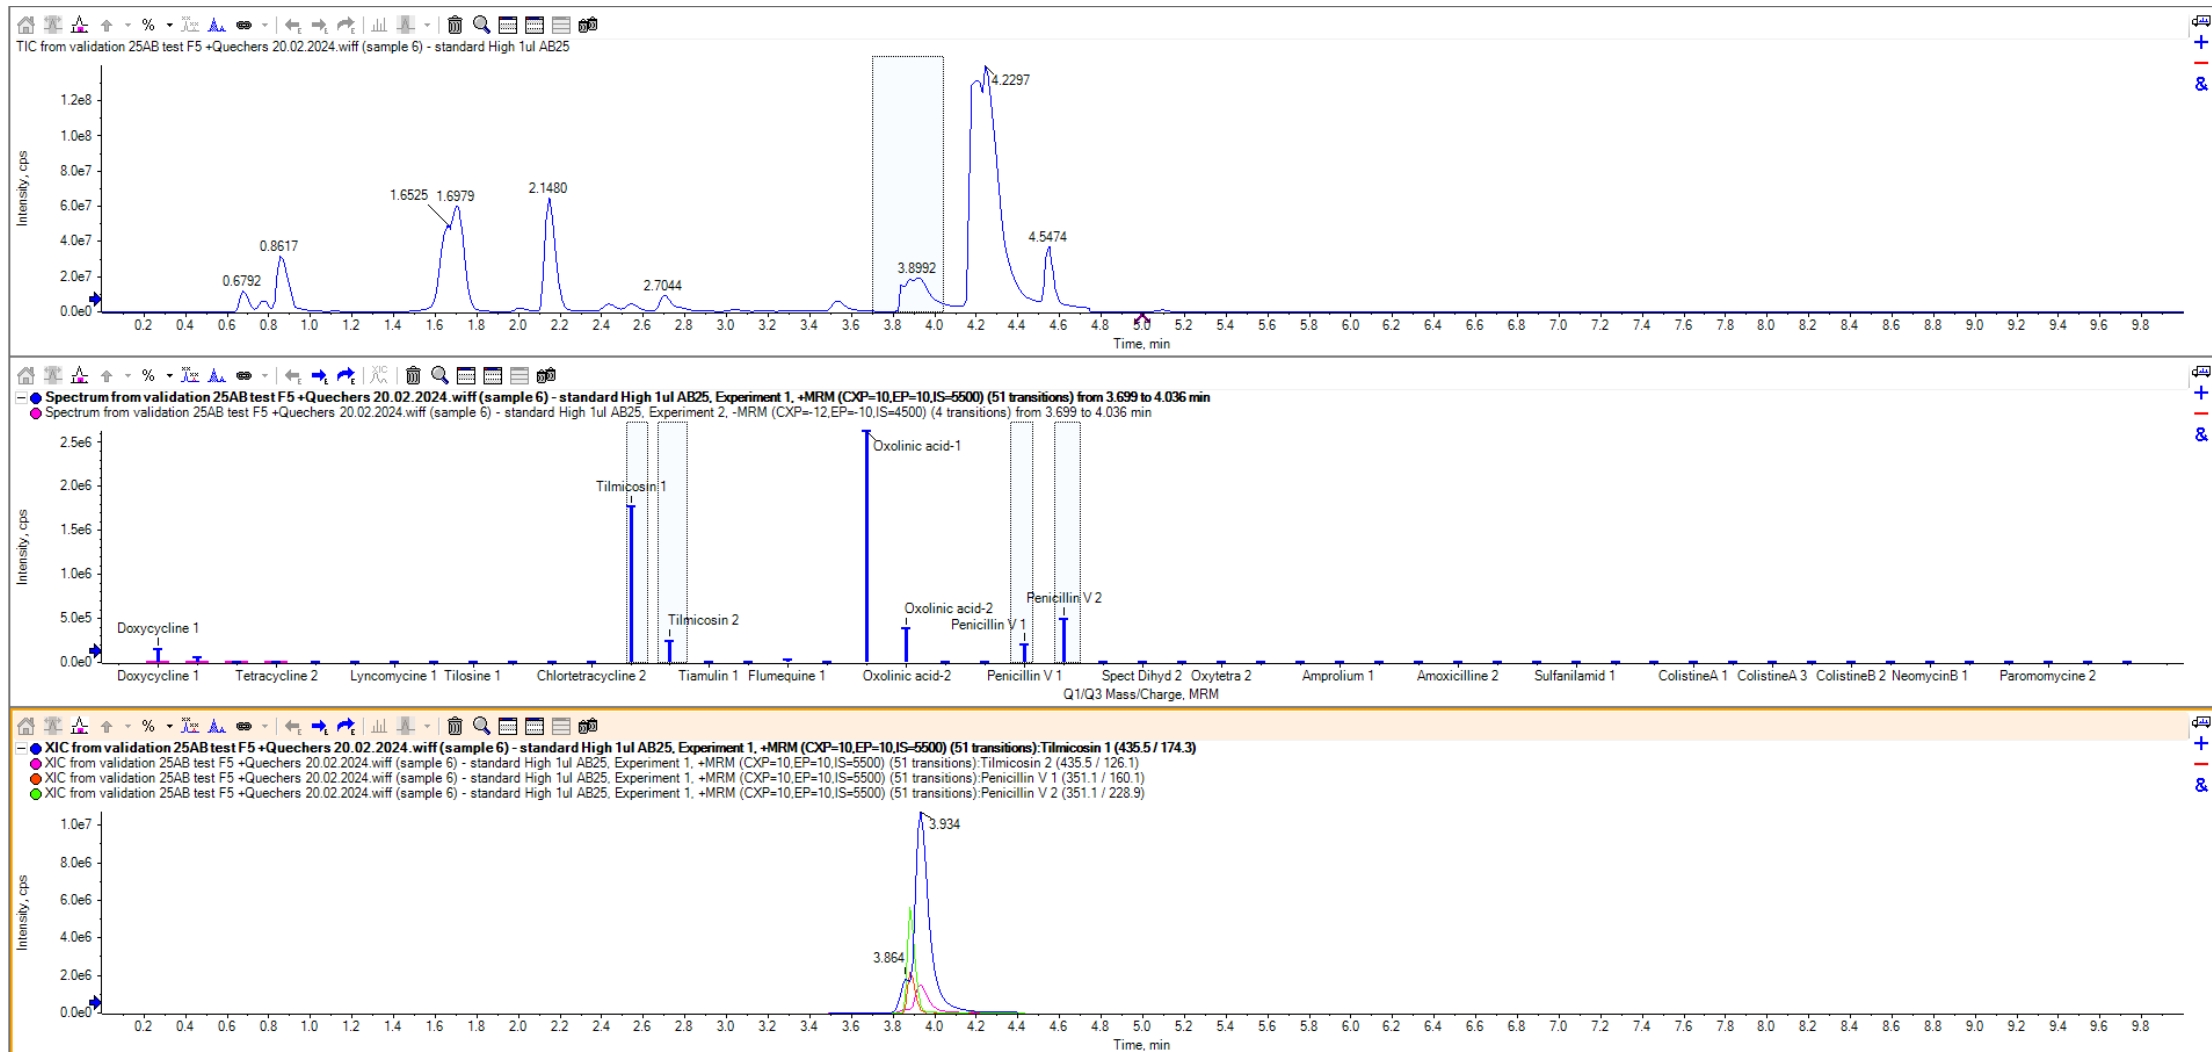 %
TIC from validation 25AB test F5 +Quechers 20.02.2024.wiff (sample 6) - standard High 1ul AB25
Intensity, cps
1.2e8
1.0e8
8.0e7
6.0e7
4.0e7
2.0e7
0.0e0
0.6792
0.8617
1.6525
1.6979
2.1480
2.7044
3.8992
4.2297
4.5474
0.2 0.4 0.6 0.8 1.0 1.2 1.4 1.6 1.8 2.0 2.2 2.4 2.6 2.8 3.0 3.2 3.4 3.6 3.8 4.0 4.2 4.4 4.6 4.8 5.0 5.2 5.4 5.6 5.8 6.0 6.2 6.4 6.6 6.8 7.0 7.2 7.4 7.6 7.8 8.0 8.2 8.4 8.6 8.8 9.0 9.2 9.4 9.6 9.8
Time, min
%
XIC
Spectrum from validation 25AB test F5 +Quechers 20.02.2024.wiff (sample 6) - standard High 1ul AB25, Experiment 1, +MRM (CXP=10,EP=10,IS=5500) (51 transitions) from 3.699 to 4.036 min
Spectrum from validation 25AB test F5 +Quechers 20.02.2024.wiff (sample 6) - standard High 1ul AB25, Experiment 2, -MRM (CXP=-12,EP=-10,IS=4500) (4 transitions) from 3.699 to 4.036 min
Intensity, cps
2.5e6
2.0e6
1.5e6
1.0e6
5.0e5
0.0e0
Doxycycline 1
Tilmicosin 1
Tilmicosin 2
Oxolinic acid-1
Oxolinic acid-2
Penicillin V 1
Penicillin V 2
Doxycycline 1 Tetracycline 2 Lyncomycine 1 Tilosine 1 Chlortetracycline 2 Tiamulin 1 Flumequine 1 Oxolinic acid-2 Penicillin V 1 Spect Dihyd 2 Oxytetra 2 Amprolium 1 Amoxicilline 2 Sulfanilamid 1 ColistineA 1 ColistineA 3 ColistineB 2 NeomycinB 1 Paromomycine 2
Q1/Q3 Mass/Charge, MRM
%
XIC from validation 25AB test F5 +Quechers 20.02.2024.wiff (sample 6) - standard High 1ul AB25, Experiment 1, +MRM (CXP=10,EP=10,IS=5500) (51 transitions):Tilmicosin 1 (435.5 / 174.3)
XIC from validation 25AB test F5 +Quechers 20.02.2024.wiff (sample 6) - standard High 1ul AB25, Experiment 1, +MRM (CXP=10,EP=10,IS=5500) (51 transitions):Tilmicosin 2 (435.5 / 126.1)
XIC from validation 25AB test F5 +Quechers 20.02.2024.wiff (sample 6) - standard High 1ul AB25, Experiment 1, +MRM (CXP=10,EP=10,IS=5500) (51 transitions):Penicillin V 1 (351.1 / 160.1)
XIC from validation 25AB test F5 +Quechers 20.02.2024.wiff (sample 6) - standard High 1ul AB25, Experiment 1, +MRM (CXP=10,EP=10,IS=5500) (51 transitions):Penicillin V 2 (351.1 / 228.9)
Intensity, cps
1.0e7
8.0e6
6.0e6
4.0e6
2.0e6
0.0e0
3.934
3.864
0.2 0.4 0.6 0.8 1.0 1.2 1.4 1.6 1.8 2.0 2.2 2.4 2.6 2.8 3.0 3.2 3.4 3.6 3.8 4.0 4.2 4.4 4.6 4.8 5.0 5.2 5.4 5.6 5.8 6.0 6.2 6.4 6.6 6.8 7.0 7.2 7.4 7.6 7.8 8.0 8.2 8.4 8.6 8.8 9.0 9.2 9.4 9.6 9.8
Time, min